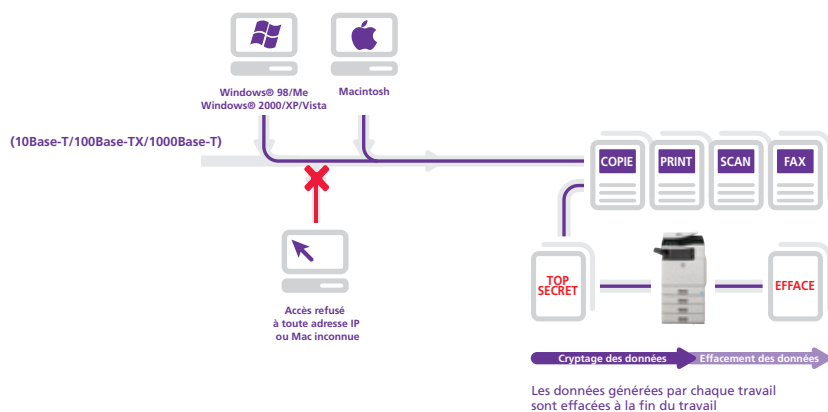 Windows® 98/Me
Windows® 2000/XP/Vista
Macintosh
(10Base-T/100Base-TX/1000Base-T)
COPIE
PRINT
SCAN
FAX
TOP
SECRET
EFFACE
Accès refusé
à toute adresse IP
ou Mac inconnue
Cryptage des données
Effacement des données
Les données générées par chaque travail
sont effacées à la fin du travail